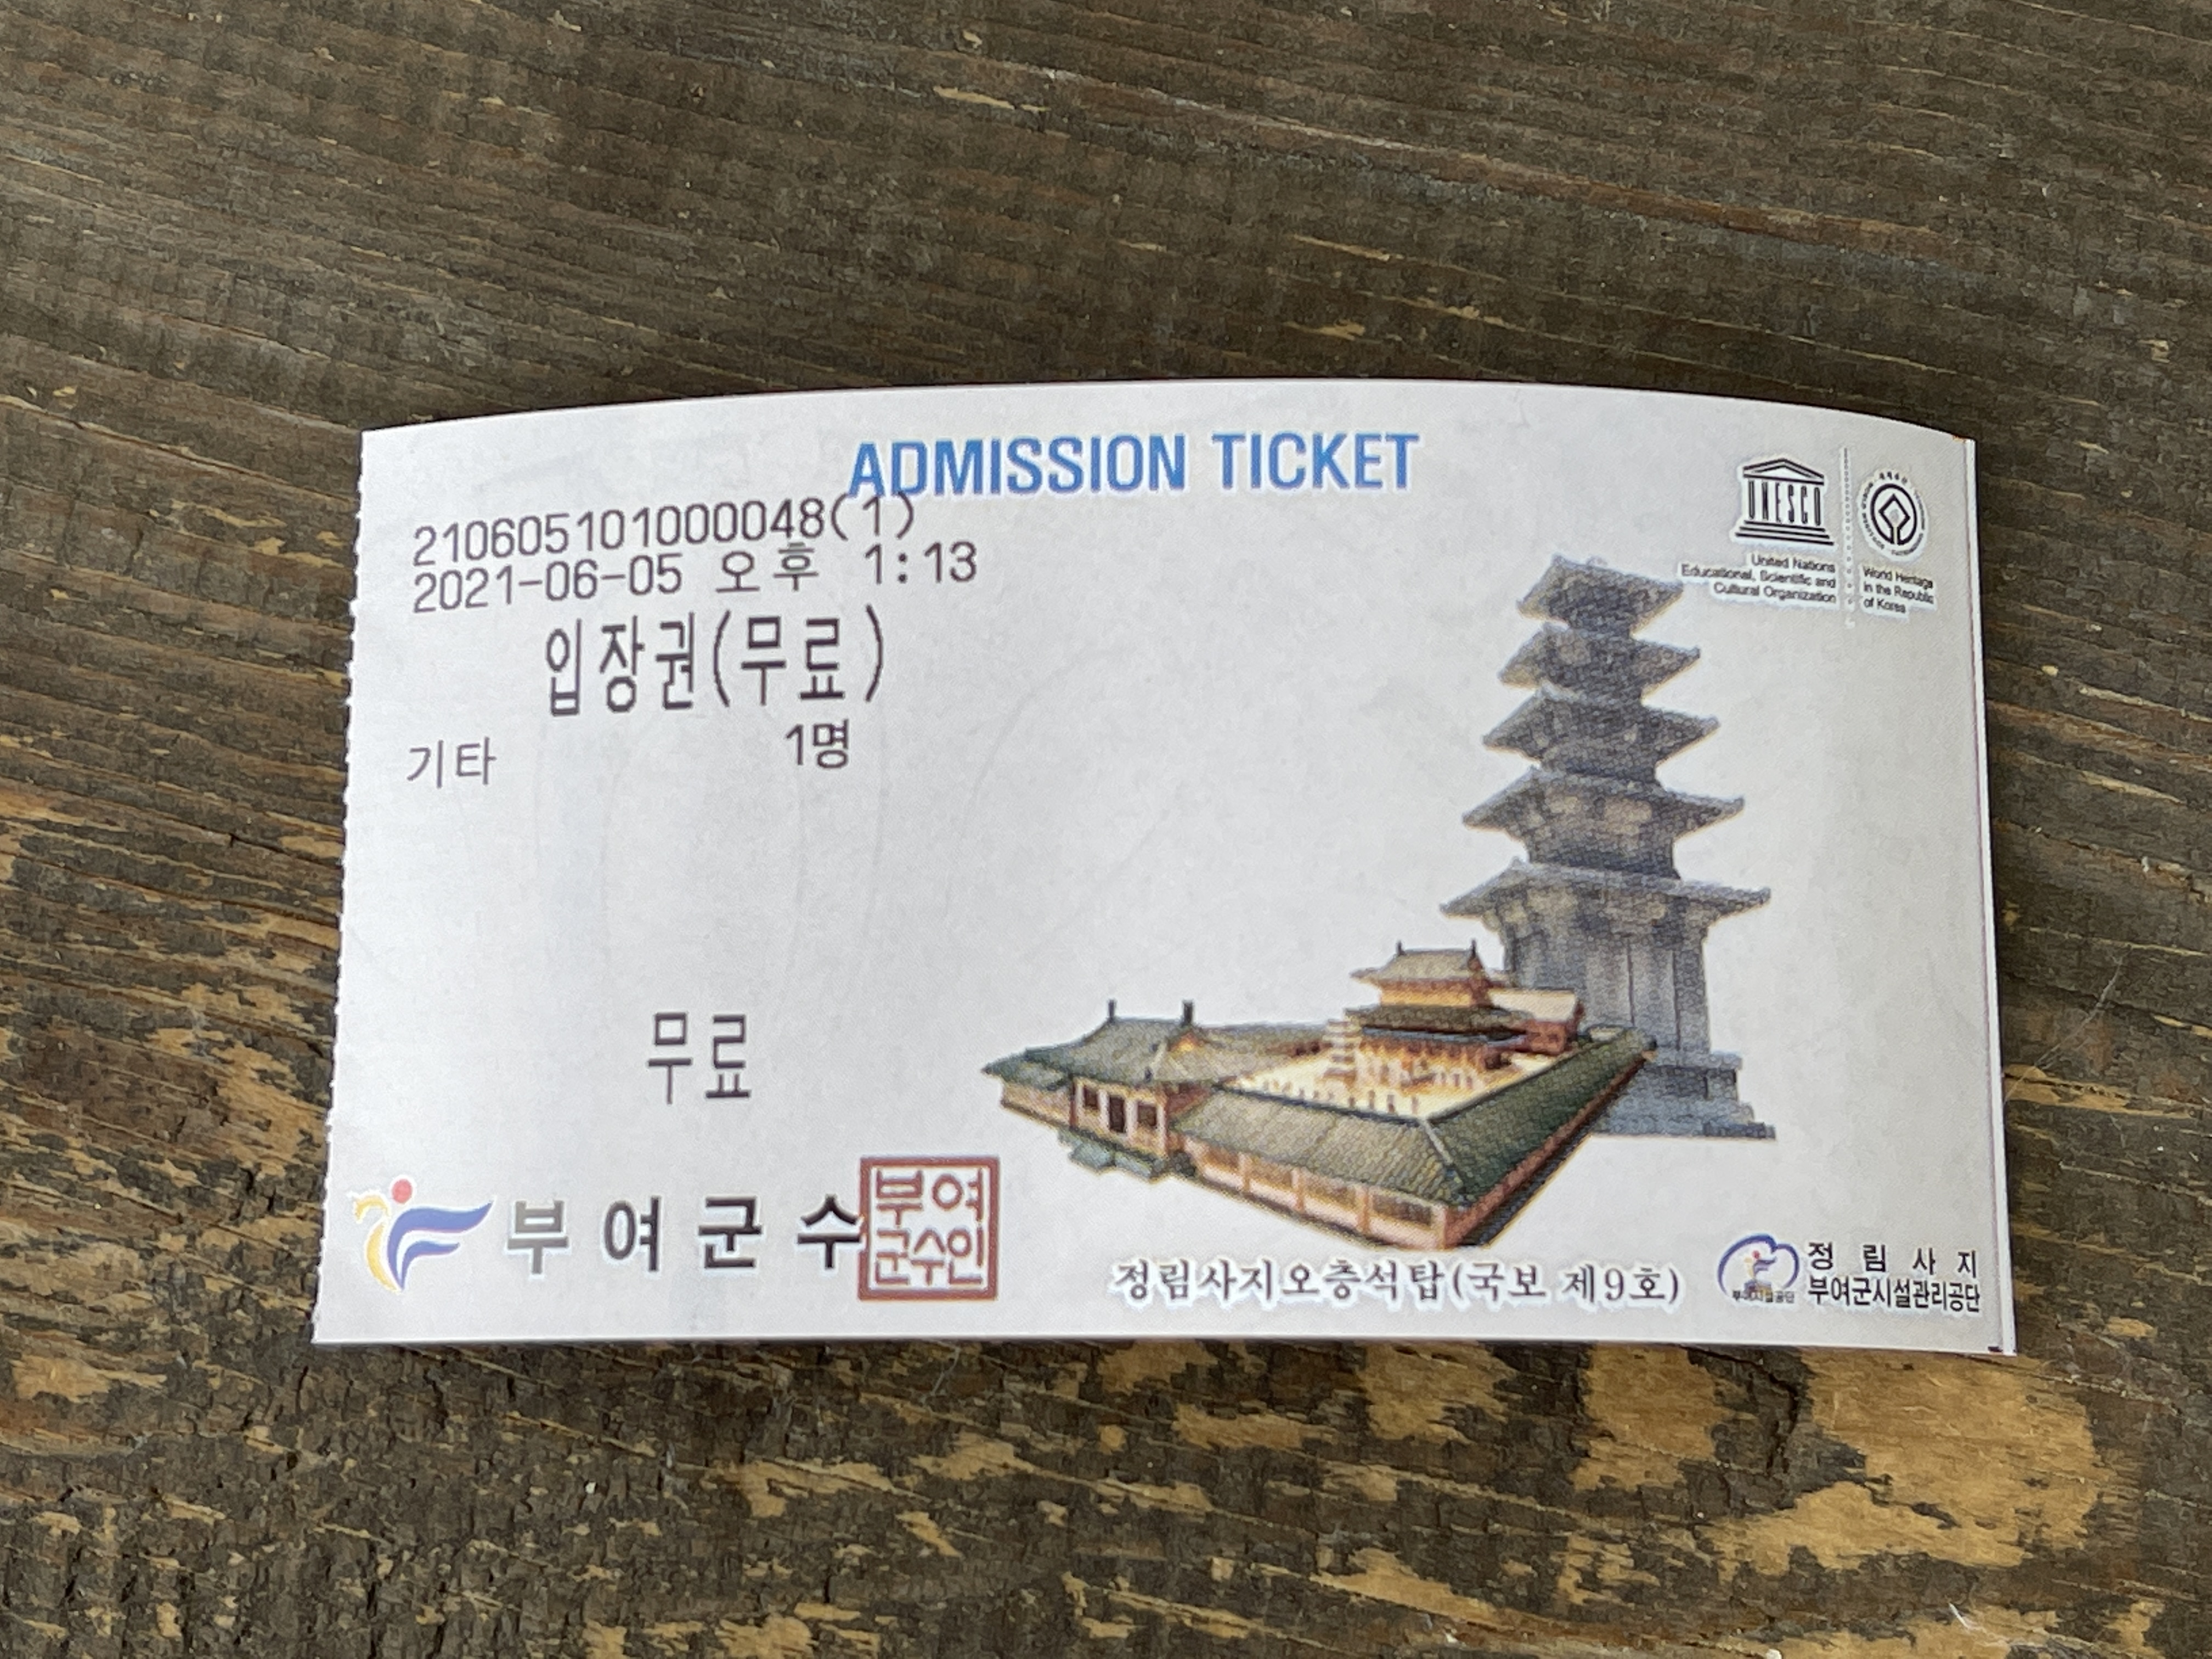 ADMISSION TICKET
210605101000048(1)
2021-06-05 오후 1:13
입장권(무료)
기타 1명
무료
부여군수
부여
군수인
UNESCO
United Nations
Educational, Scientific and
Cultural Organization
World Heritage
in the Republic
of Korea
정림사지오층석탑(국보 제9호)
정림사지
부여군시설관리공단